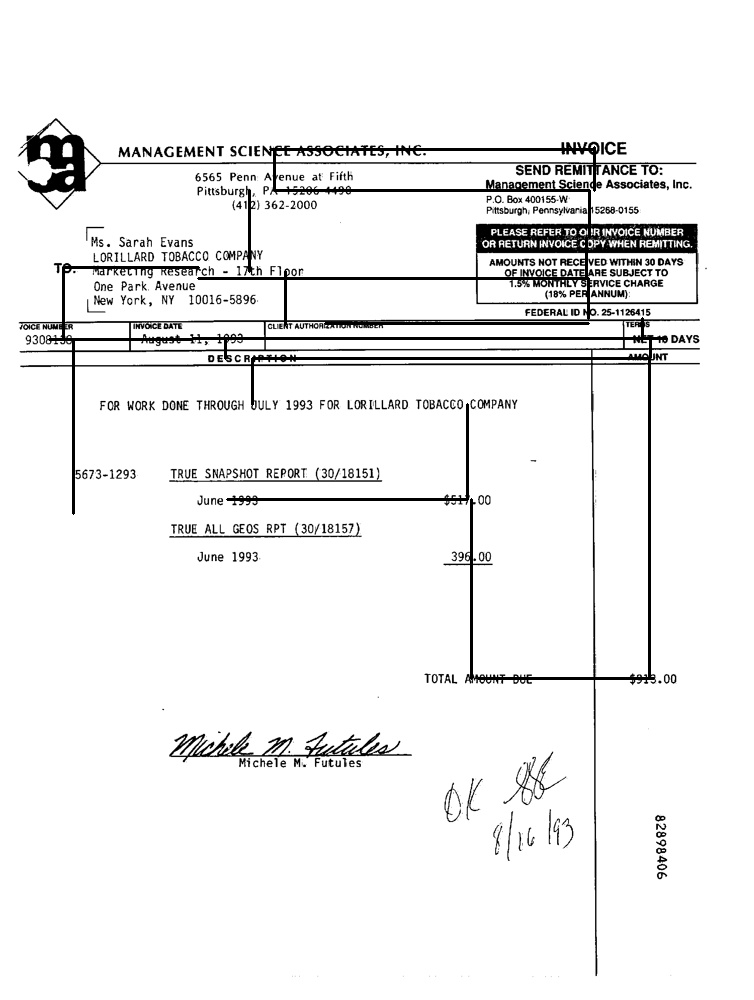 msa
MANAGEMENT SCIENCE ASSOCIATES, INC.
INVOICE
6565 Penn Avenue at Fifth
Pittsburgh, PA 15206-4490
(412) 362-2000
SEND REMITTANCE TO:
Management Science Associates, Inc.
P.O. Box 400155-W
Pittsburgh, Pennsylvania 15268-0155
PLEASE REFER TO OUR INVOICE NUMBER
OR RETURN INVOICE COPY WHEN REMITTING.
AMOUNTS NOT RECEIVED WITHIN 30 DAYS
OF INVOICE DATE ARE SUBJECT TO
1.5% MONTHLY SERVICE CHARGE
(18% PER ANNUM)
FEDERAL ID NO. 25-1126415
TO:
Ms. Sarah Evans
LORILLARD TOBACCO COMPANY
Marketing Research - 17th Floor
One Park Avenue
New York, NY 10016-5896
VOICE NUMBER INVOICE DATE CLIENT AUTHORIZATION NUMBER TERMS
August 11, 1993 NET 10 DAYS
DESCRIPTION AMOUNT
FOR WORK DONE THROUGH JULY 1993 FOR LORILLARD TOBACCO COMPANY
5673-1293 TRUE SNAPSHOT REPORT (30/18151)
June 1993 $517.00
TRUE ALL GEOS RPT (30/18157)
June 1993 396.00
TOTAL AMOUNT DUE $913.00
Michele M. Futules
Michele M. Futules
OK
8/16/93
82898406